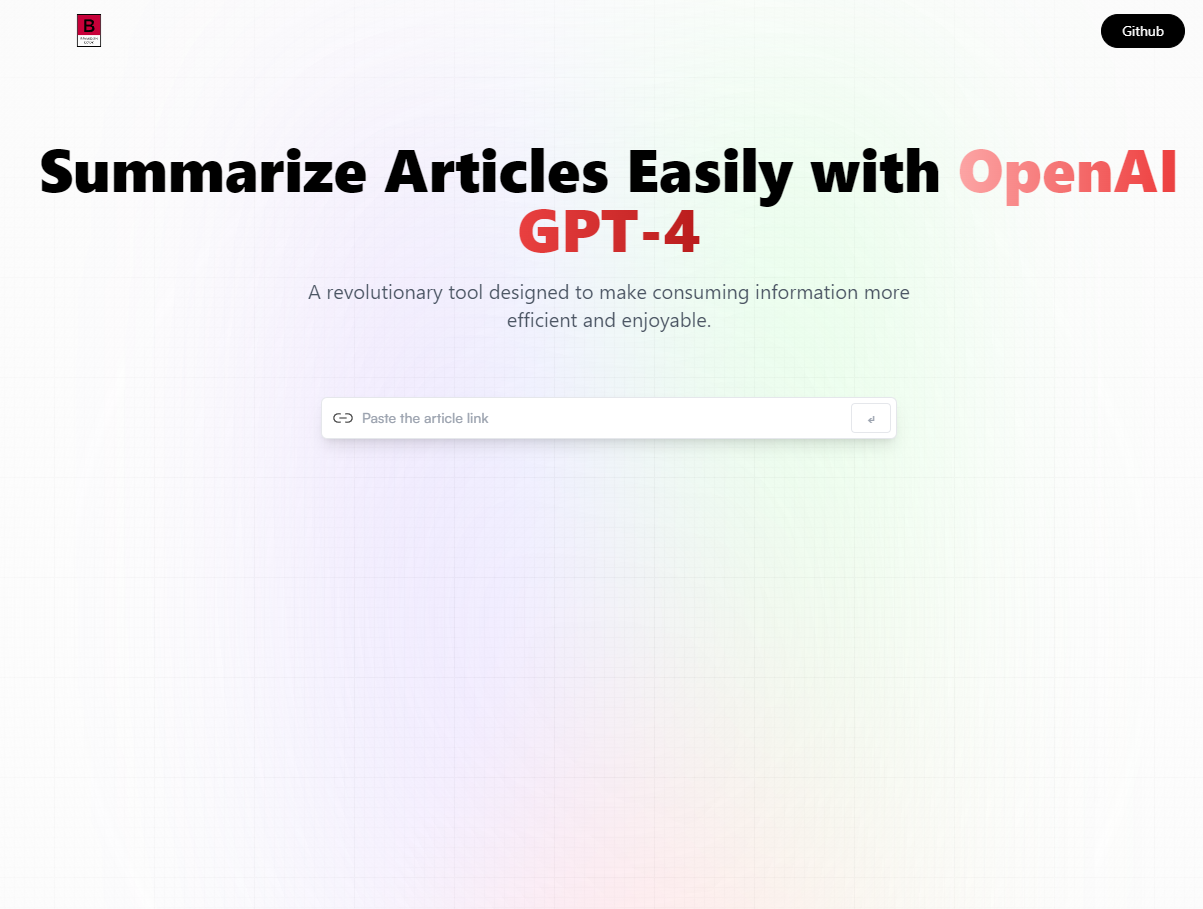 B
Github
Summarize Articles Easily with OpenAI
GPT-4
A revolutionary tool designed to make consuming information more
efficient and enjoyable.
Paste the article link